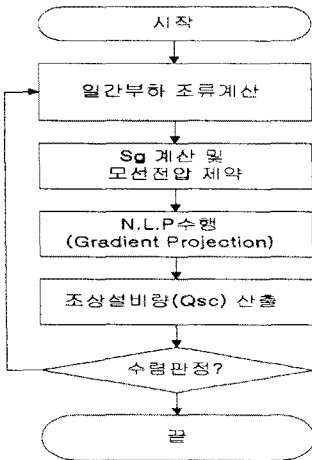 시작
일간부하 조류계산
Sg 계산 및
모선전압 제약
N.L.P수행
(Gradient Projection)
조상설비량(Qsc) 산출
수렴판정?
끝